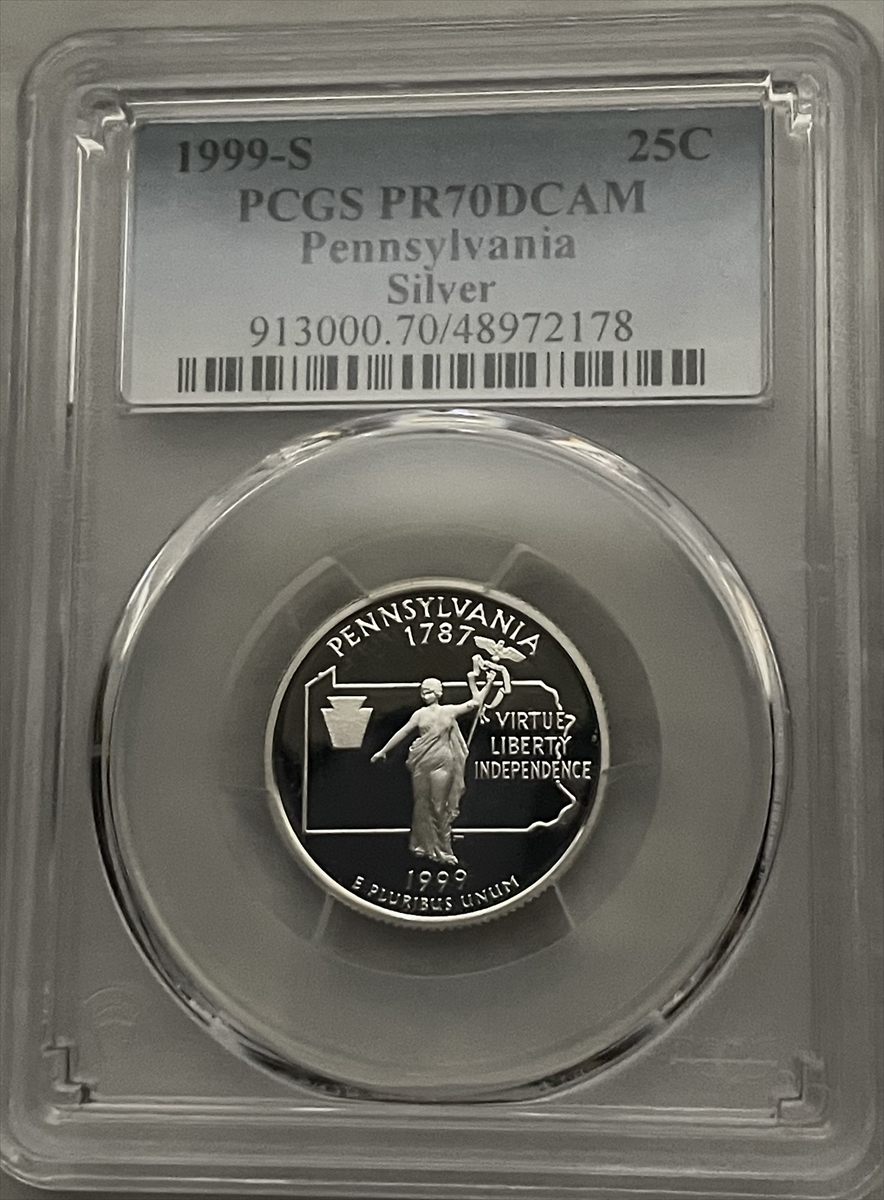 1999-S 25C
PCGS PR70DCAM
Pennsylvania
Silver
913000.70/48972178
PENNSYLVANIA
1787
VIRTUE
LIBERTY
INDEPENDENCE
1999
E PLURIBUS UNUM